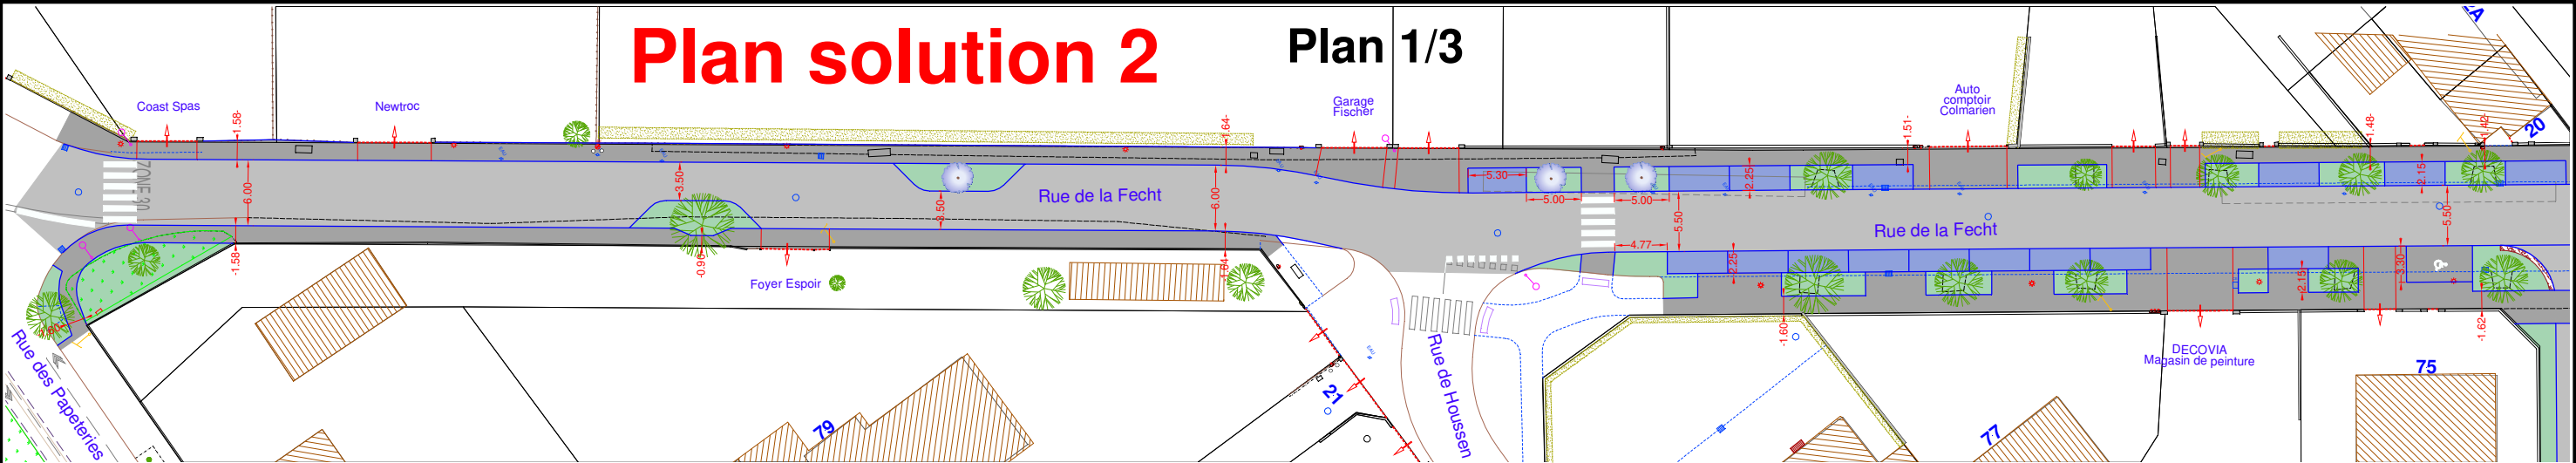 Plan solution 2
Plan 1/3
2A
Coast Spas
Newtroc
Garage
Fischer
Auto
comptoir
Colmarien
20
1.58
1.64
1.51
1.48
1.42
ZONE 30
6.00
3.50
3.50
6.00
5.30
5.00
5.00
2.25
2.15
5.50
5.50
Rue de la Fecht
Rue de la Fecht
1.58
0.90
1.64
4.77
2.25
2.15
3.30
1.60
1.62
Foyer Espoir
Rue des Papeteries
Rue de Houssen
DECOVIA
Magasin de peinture
79
21
77
75